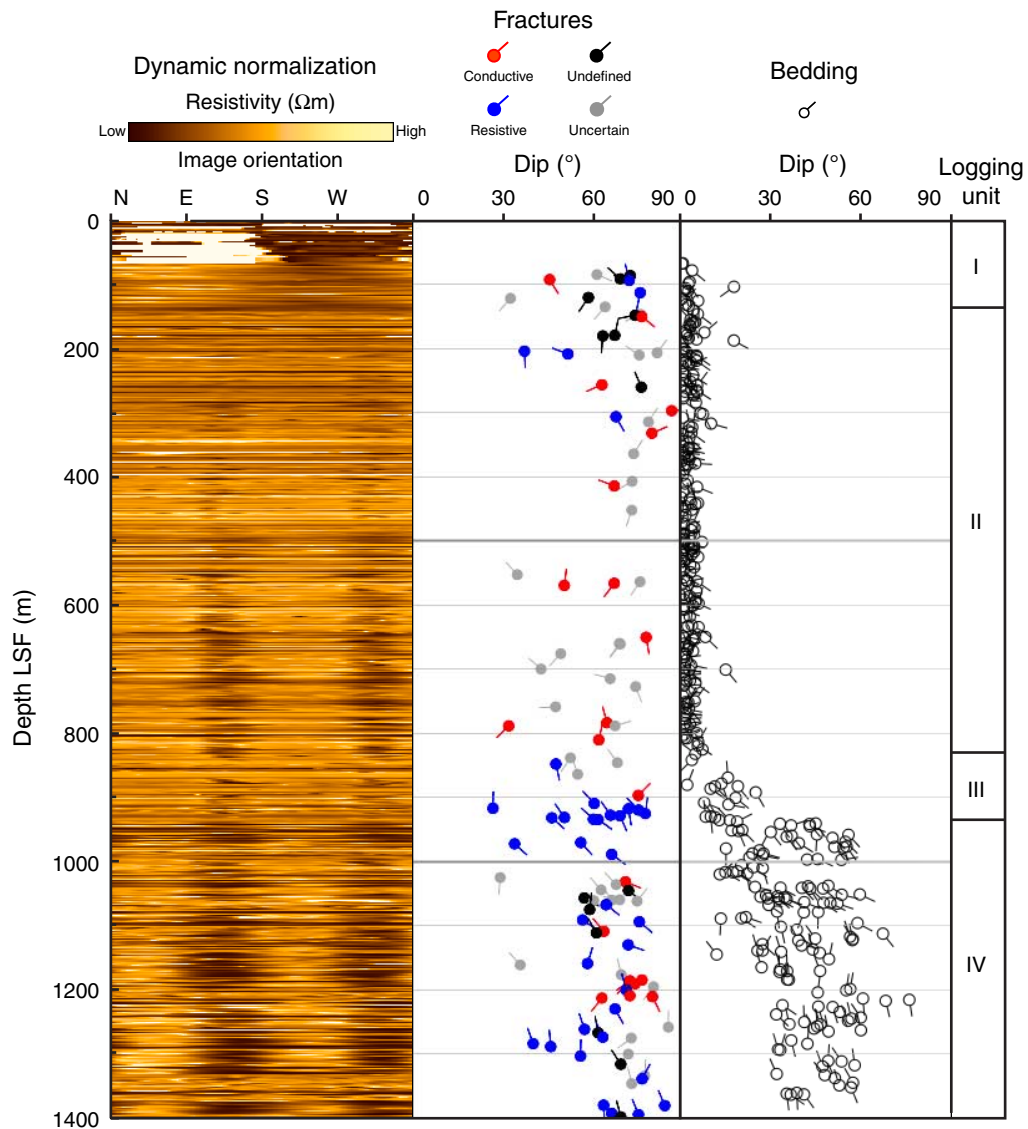 Fractures
Dynamic normalization
Conductive
Undefined
Bedding
Resistivity (Ωm)
Low
High
Resistive
Uncertain
Image orientation
Dip (°)
Dip (°)
Logging
unit
N E S W
0 30 60 90
0 30 60 90
0
200
400
600
800
1000
1200
1400
Depth LSF (m)
I
II
III
IV